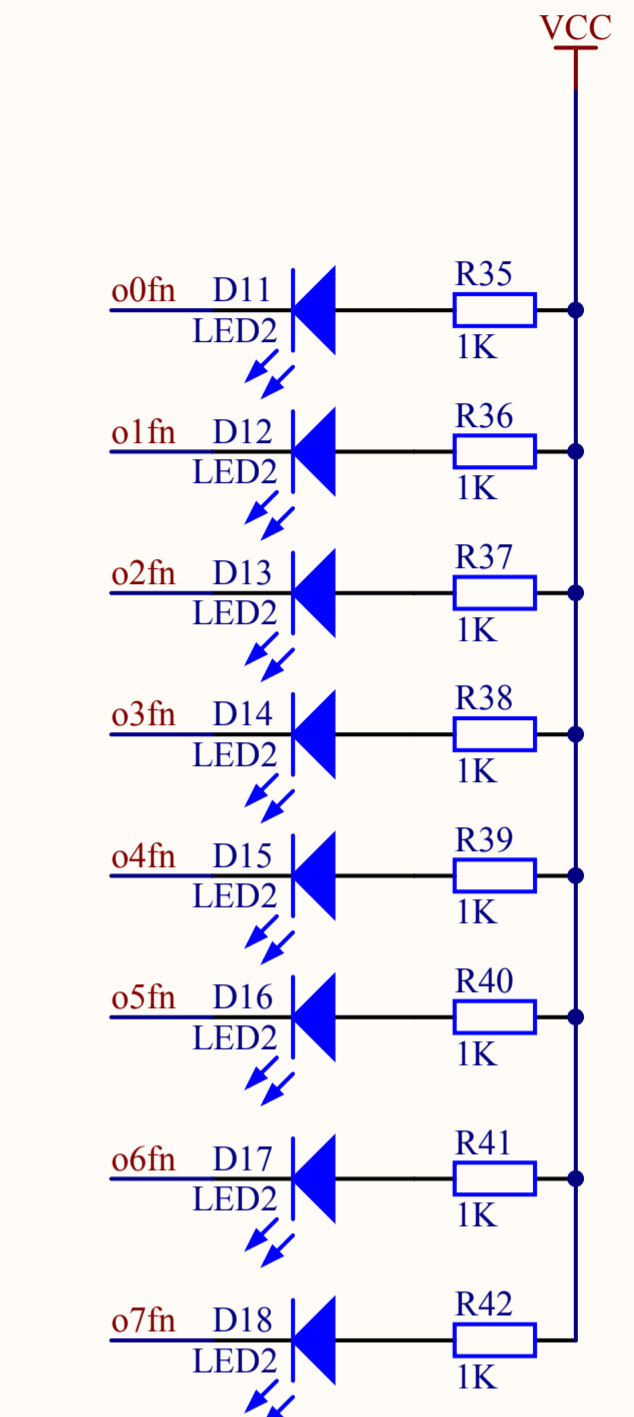 VCC
o0fn D11 R35
LED2 1K
o1fn D12 R36
LED2 1K
o2fn D13 R37
LED2 1K
o3fn D14 R38
LED2 1K
o4fn D15 R39
LED2 1K
o5fn D16 R40
LED2 1K
o6fn D17 R41
LED2 1K
o7fn D18 R42
LED2 1K